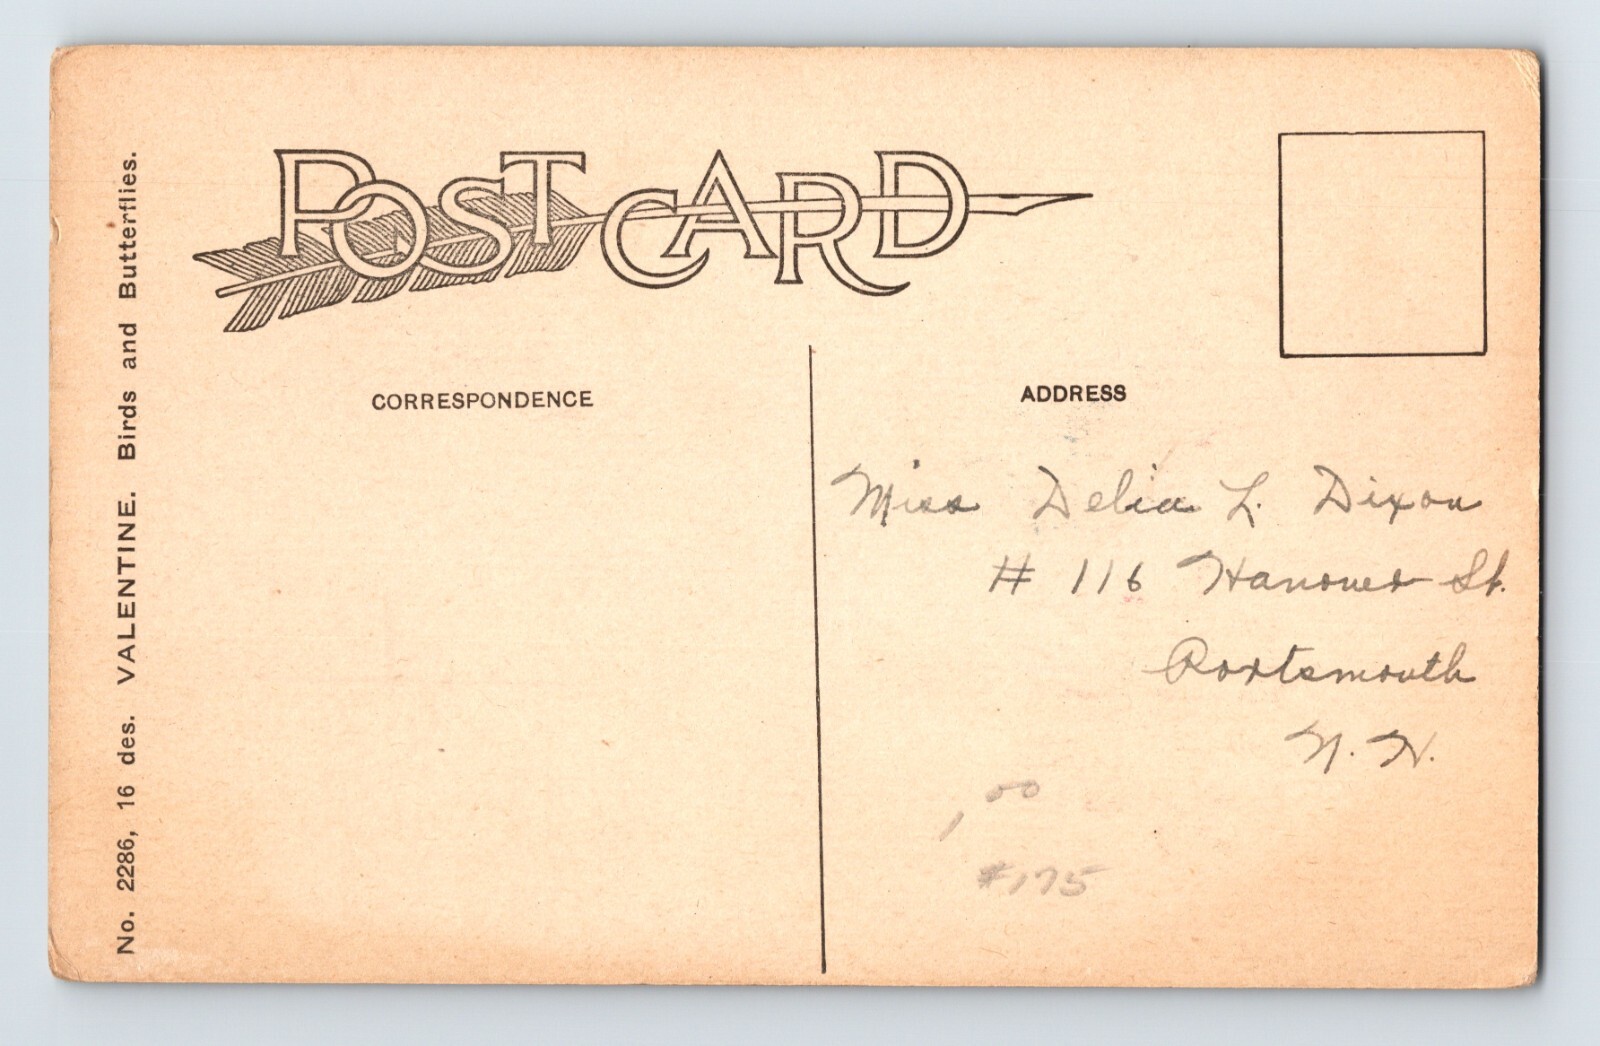 POST CARD
CORRESPONDENCE
ADDRESS
Miss Delia L. Dixon
# 116 Hanover St.
Portsmouth
N. H.
1.00
#175
No. 2286, 16 des. VALENTINE. Birds and Butterflies.